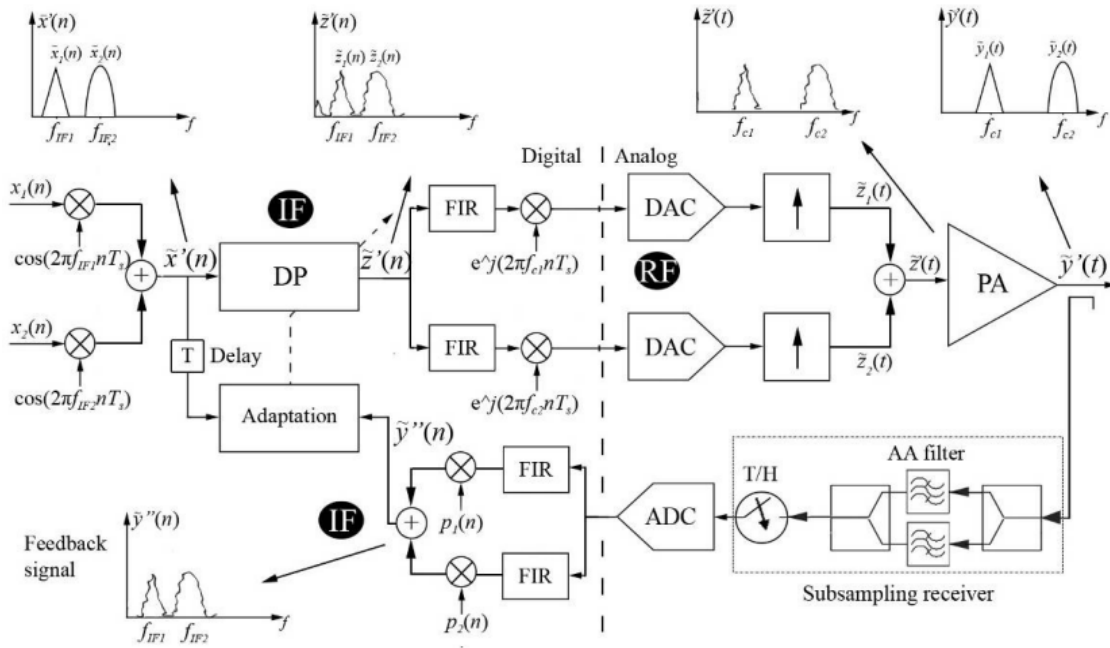 x̃'(n)
x̃₁(n)
x̃₂(n)
f_IF1
f_IF2
f
z̃'(n)
z̃₁(n)
z̃₂(n)
f_IF1
f_IF2
f
z̃'(t)
f_c1
f_c2
f
ỹ'(t)
ỹ₁(t)
ỹ₂(t)
f_c1
f_c2
f
Digital
Analog
x₁(n)
cos(2πf_IF1nT_s)
x̃'(n)
IF
DP
z̃'(n)
FIR
e^j(2πf_c1nT_s)
DAC
RF
z̃₁(t)
z̃'(t)
PA
ỹ'(t)
x₂(n)
cos(2πf_IF2nT_s)
T
Delay
FIR
e^j(2πf_c2nT_s)
DAC
z̃₂(t)
Adaptation
ỹ''(n)
IF
p₁(n)
FIR
p₂(n)
FIR
ADC
T/H
AA filter
Subsampling receiver
Feedback
signal
ỹ''(n)
f_IF1
f_IF2
f